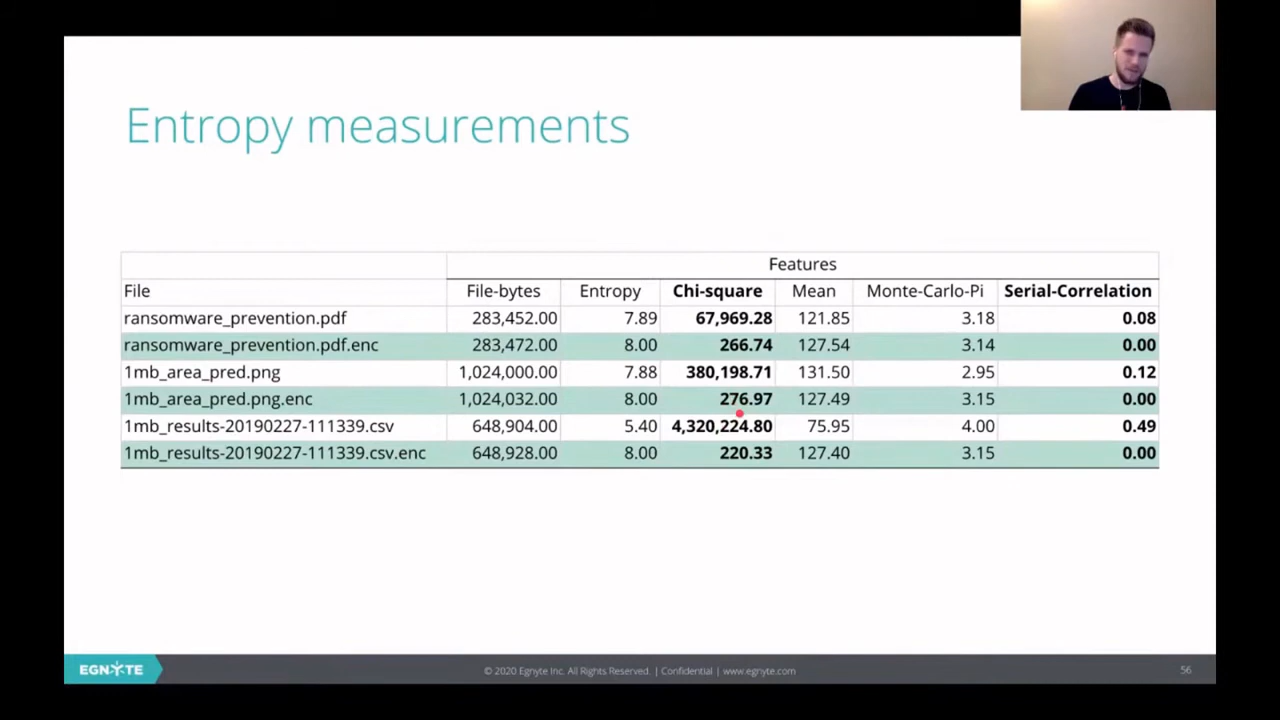 Entropy measurements
Features
File File-bytes Entropy Chi-square Mean Monte-Carlo-Pi Serial-Correlation
ransomware_prevention.pdf 283,452.00 7.89 67,969.28 121.85 3.18 0.08
ransomware_prevention.pdf.enc 283,472.00 8.00 266.74 127.54 3.14 0.00
1mb_area_pred.png 1,024,000.00 7.88 380,198.71 131.50 2.95 0.12
1mb_area_pred.png.enc 1,024,032.00 8.00 276.97 127.49 3.15 0.00
1mb_results-20190227-111339.csv 648,904.00 5.40 4,320,224.80 75.95 4.00 0.49
1mb_results-20190227-111339.csv.enc 648,928.00 8.00 220.33 127.40 3.15 0.00
EGNYTE © 2020 Egnyte Inc. All Rights Reserved. | Confidential | www.egnyte.com 56